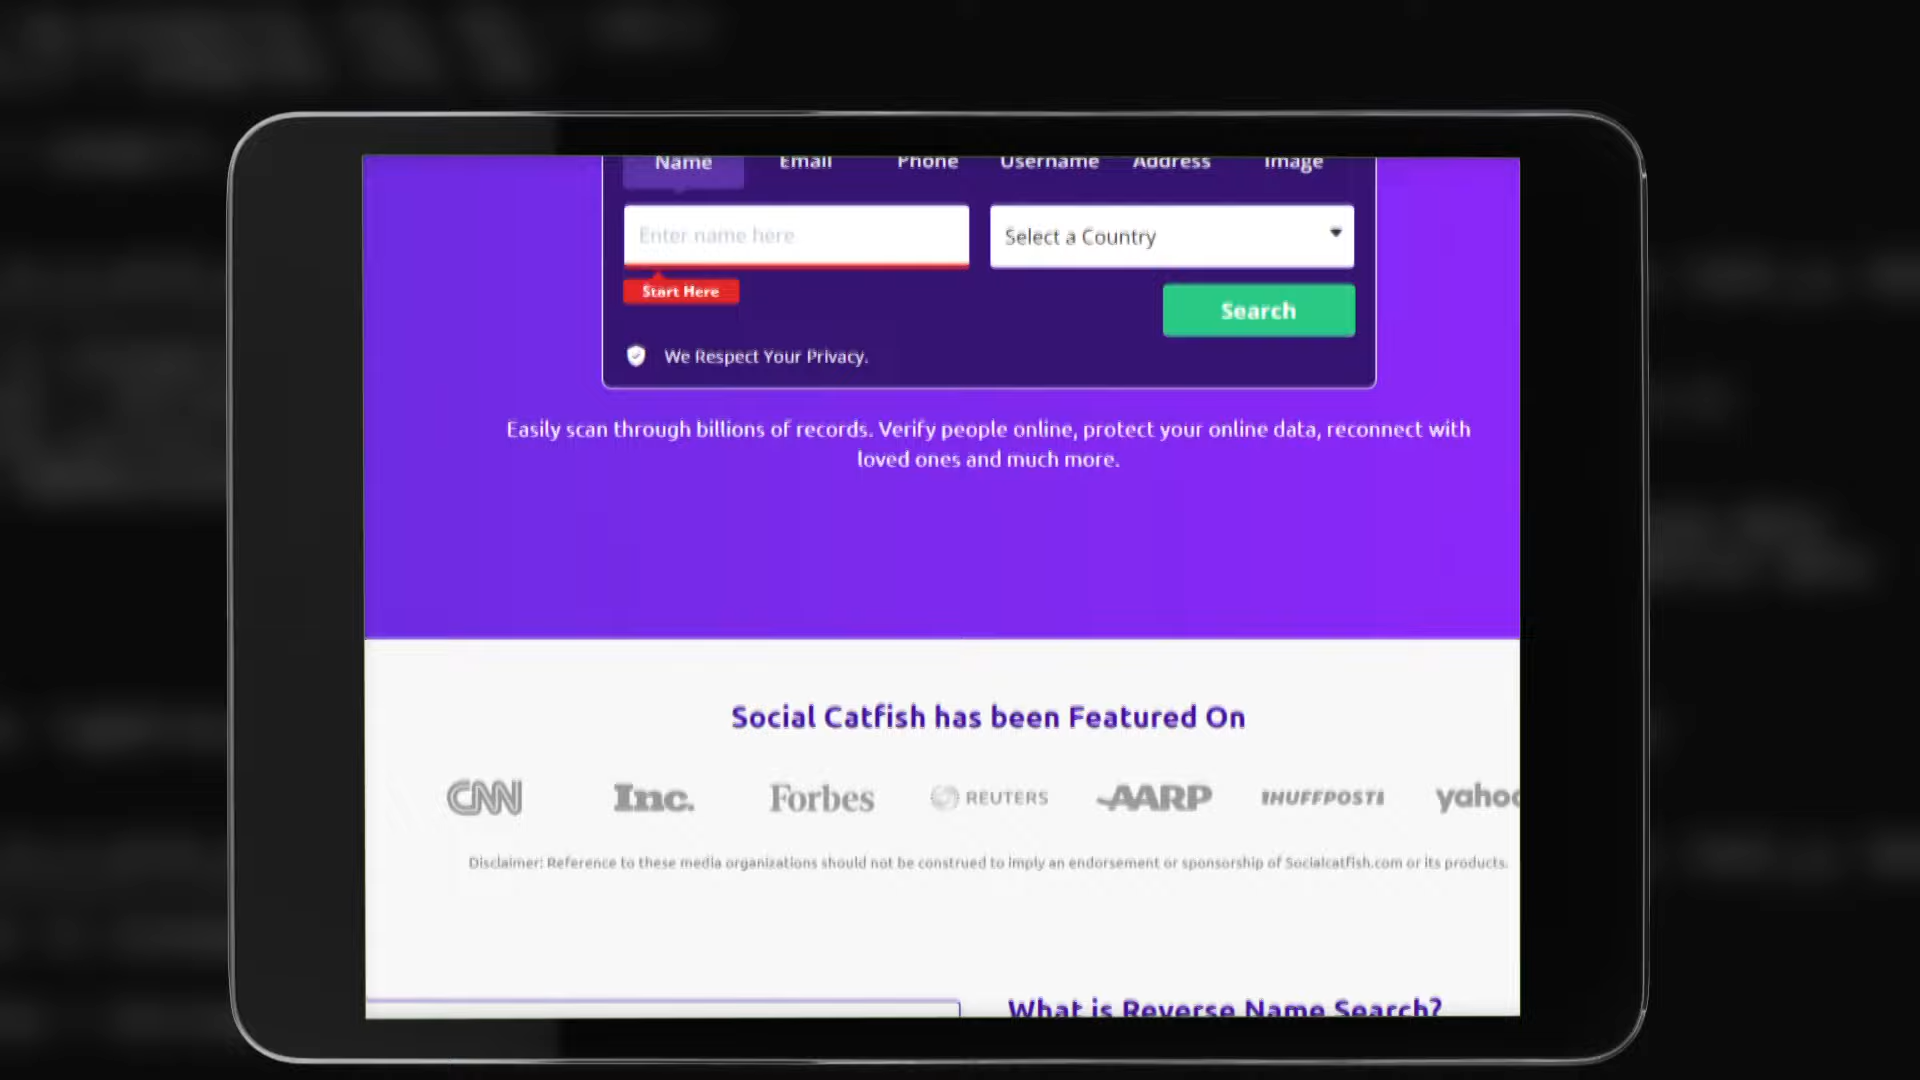 Name Email Phone Username Address Image
Enter name here
Select a Country
Start Here
Search
We Respect Your Privacy.
Easily scan through billions of records. Verify people online, protect your online data, reconnect with
loved ones and much more.
Social Catfish has been Featured On
CNN Inc. Forbes REUTERS AARP HUFFPOST yahoo
Disclaimer: Reference to these media organizations should not be construed to imply an endorsement or sponsorship of Socialcatfish.com or its products.
What is Reverse Name Search?